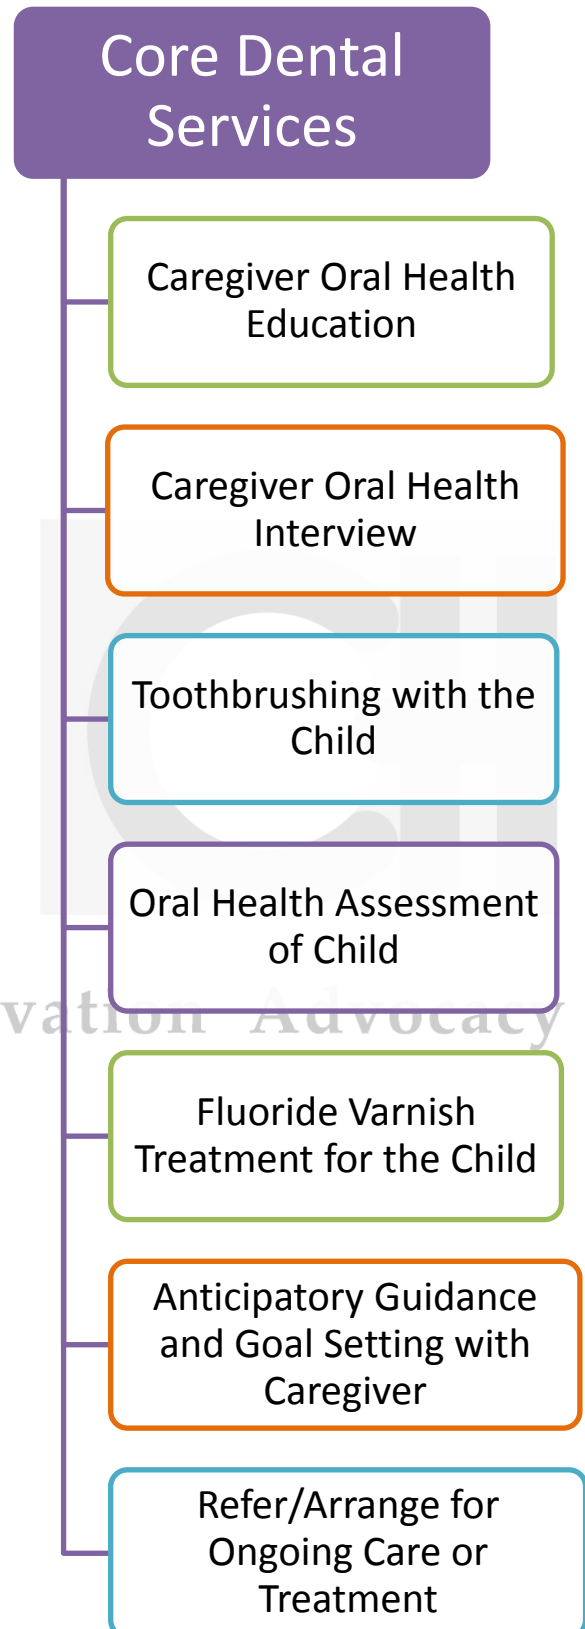 Core Dental
Services
Caregiver Oral Health
Education
Caregiver Oral Health
Interview
Toothbrushing with the
Child
Oral Health Assessment
of Child
vation Advocacy
Fluoride Varnish
Treatment for the Child
Anticipatory Guidance
and Goal Setting with
Caregiver
Refer/Arrange for
Ongoing Care or
Treatment